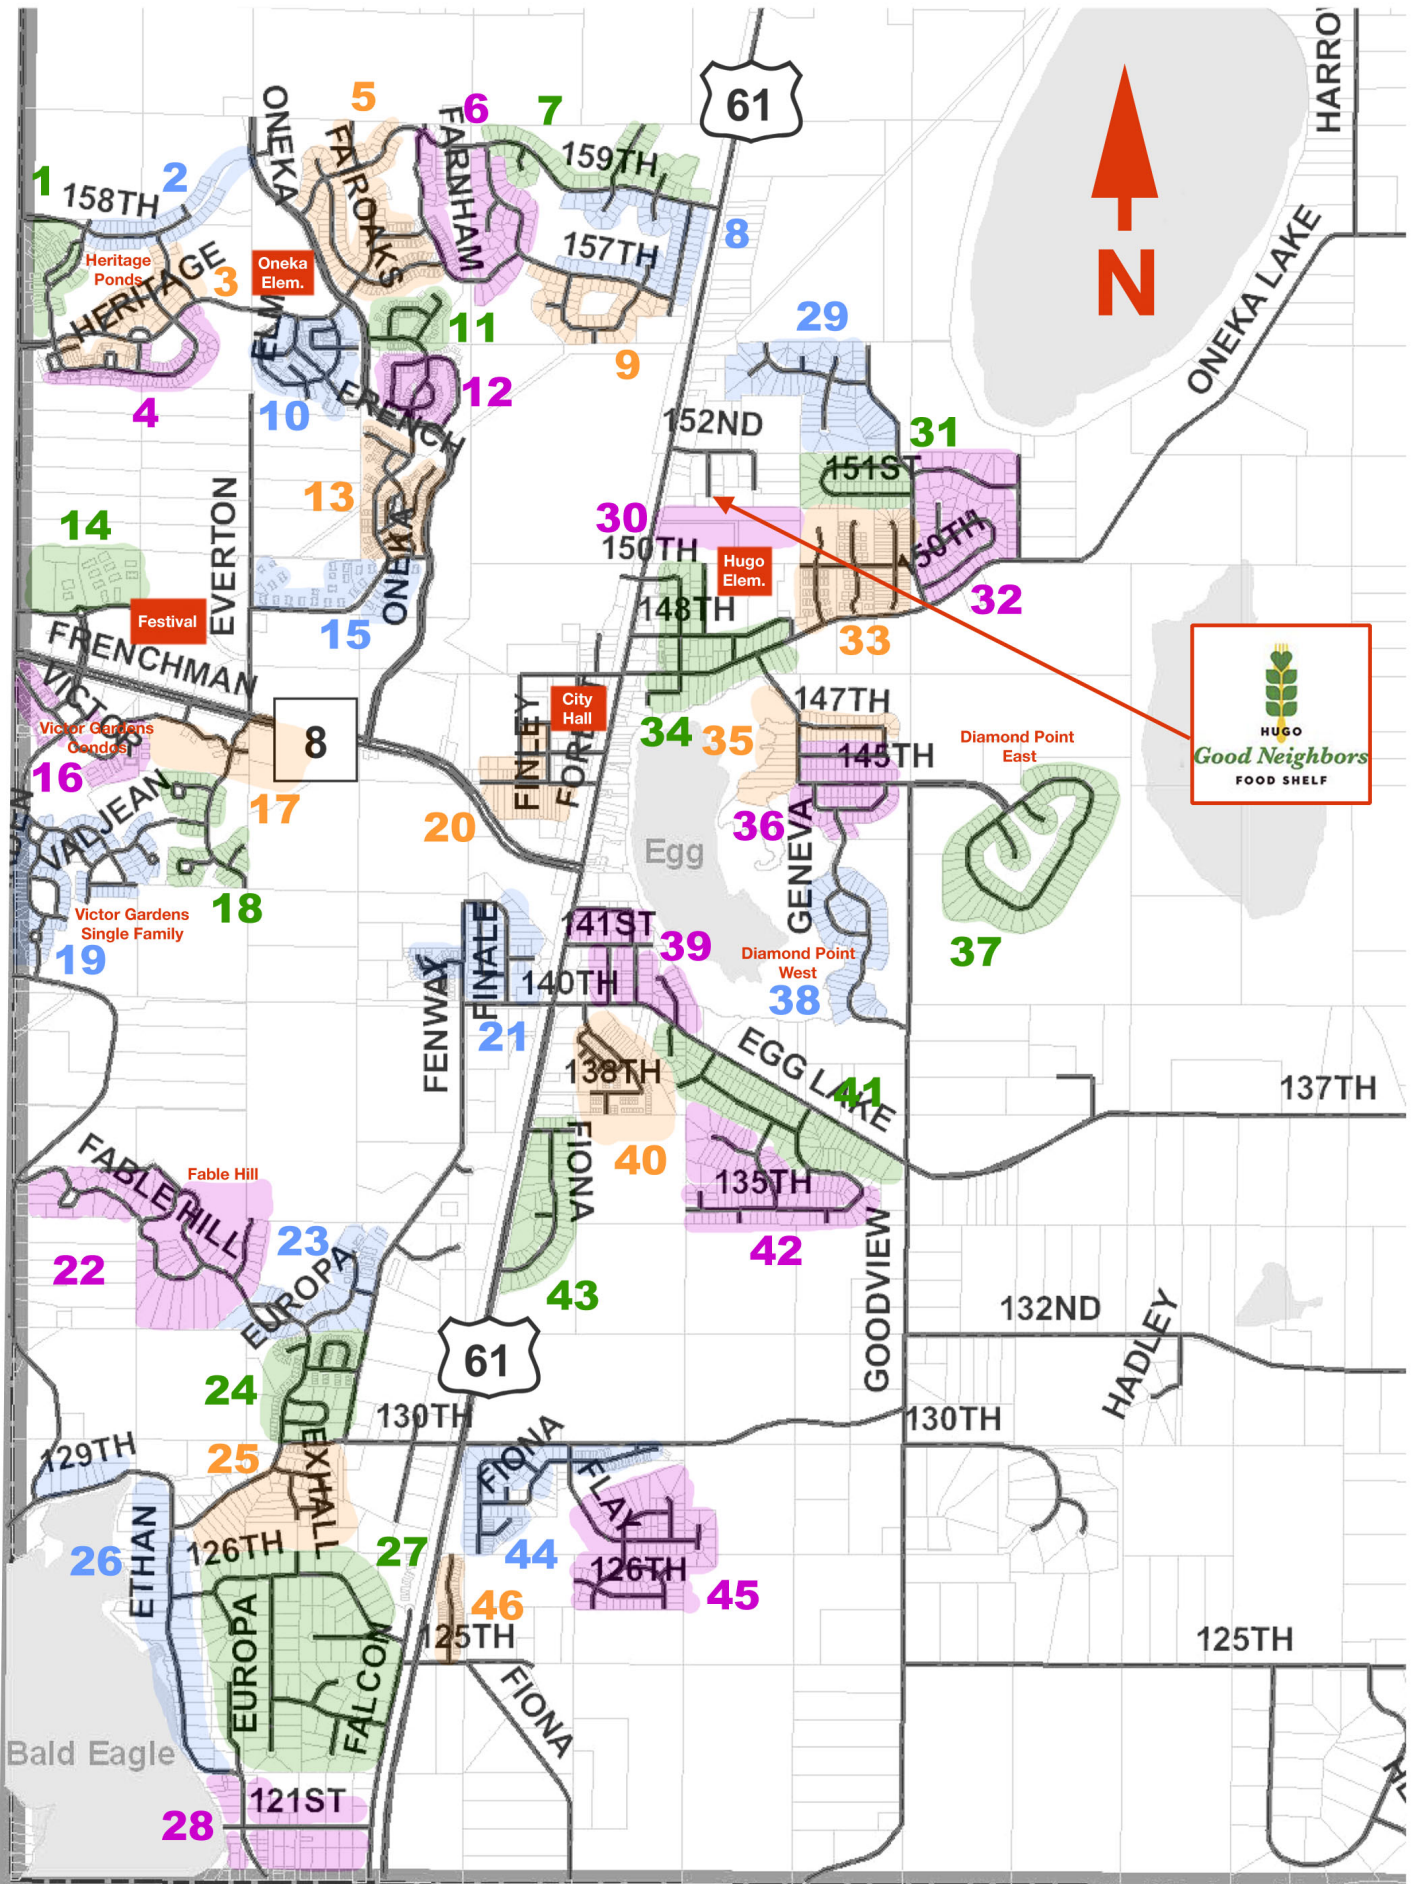 61
HARROW
ONEKA
5
FAIROAKS
6
FARNHAM
7
159TH
1
158TH
2
8
157TH
N
ONEKA LAKE
Heritage
Ponds
HERITAGE
3
Oneka
Elem.
ELM
11
29
9
4
10
12
FRENCH
152ND
31
151ST
13
EVERTON
14
30
150TH
150TH
Hugo
Elem.
ONEKA
32
148TH
33
Festival
15
FRENCHMAN
VICTOR
Victor Gardens
Condos
16
8
17
FINLEY
City
Hall
34
35
147TH
145TH
Diamond Point
East
HUGO
Good Neighbors
FOOD SHELF
VALJEAN
20
Egg
36
GENEVA
18
Victor Gardens
Single Family
19
FENWAY
FINALE
141ST
39
140TH
21
Diamond Point
West
38
37
138TH
EGG LAKE
41
137TH
40
FIONA
135TH
42
FABLE HILL
Fable Hill
22
23
EUROPA
43
GOODVIEW
132ND
HADLEY
61
24
130TH
130TH
129TH
25
EXHALL
FIONA
FLAY
126TH
27
44
126TH
45
26
ETHAN
46
125TH
125TH
EUROPA
FALCON
FIONA
Bald Eagle
121ST
28